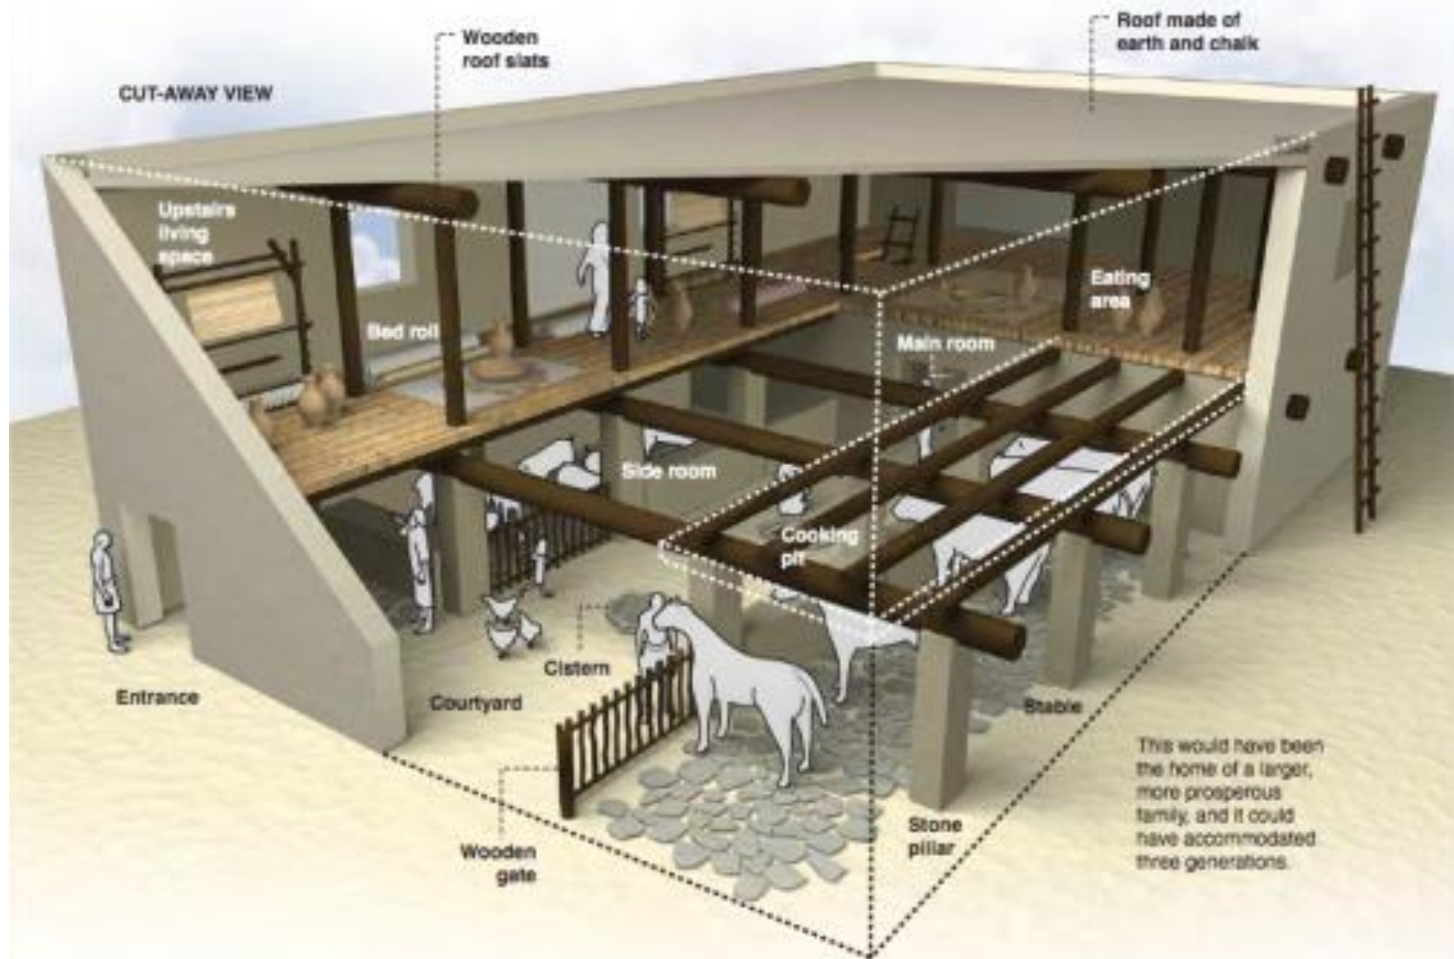 Wooden
roof slats
Roof made of
earth and chalk
CUT-AWAY VIEW
Upstairs
living
space
Bed roll
Eating
area
Main room
Side room
Cooking
pit
Cistern
Entrance
Courtyard
Stable
Wooden
gate
Stone
pillar
This would have been
the home of a larger,
more prosperous
family, and it could
have accommodated
three generations.